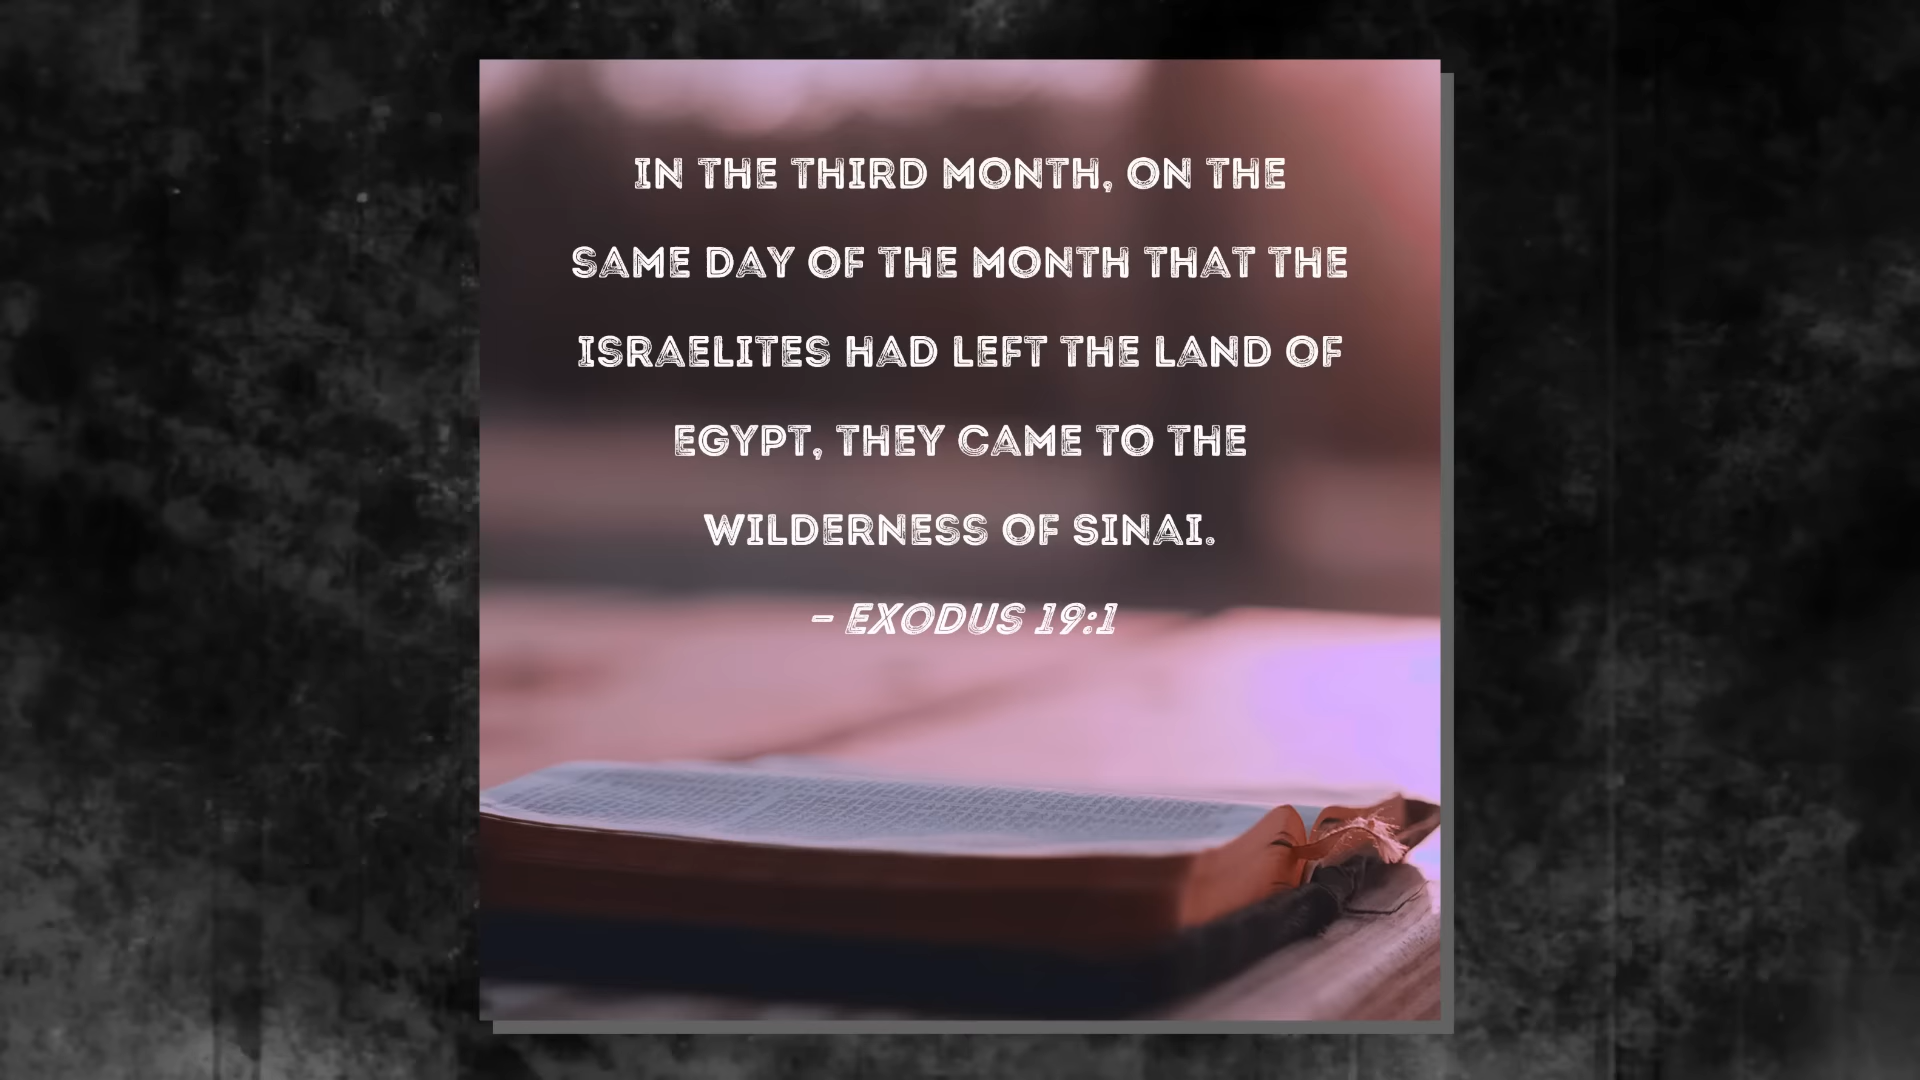 IN THE THIRD MONTH, ON THE
SAME DAY OF THE MONTH THAT THE
ISRAELITES HAD LEFT THE LAND OF
EGYPT, THEY CAME TO THE
WILDERNESS OF SINAI.
– EXODUS 19:1